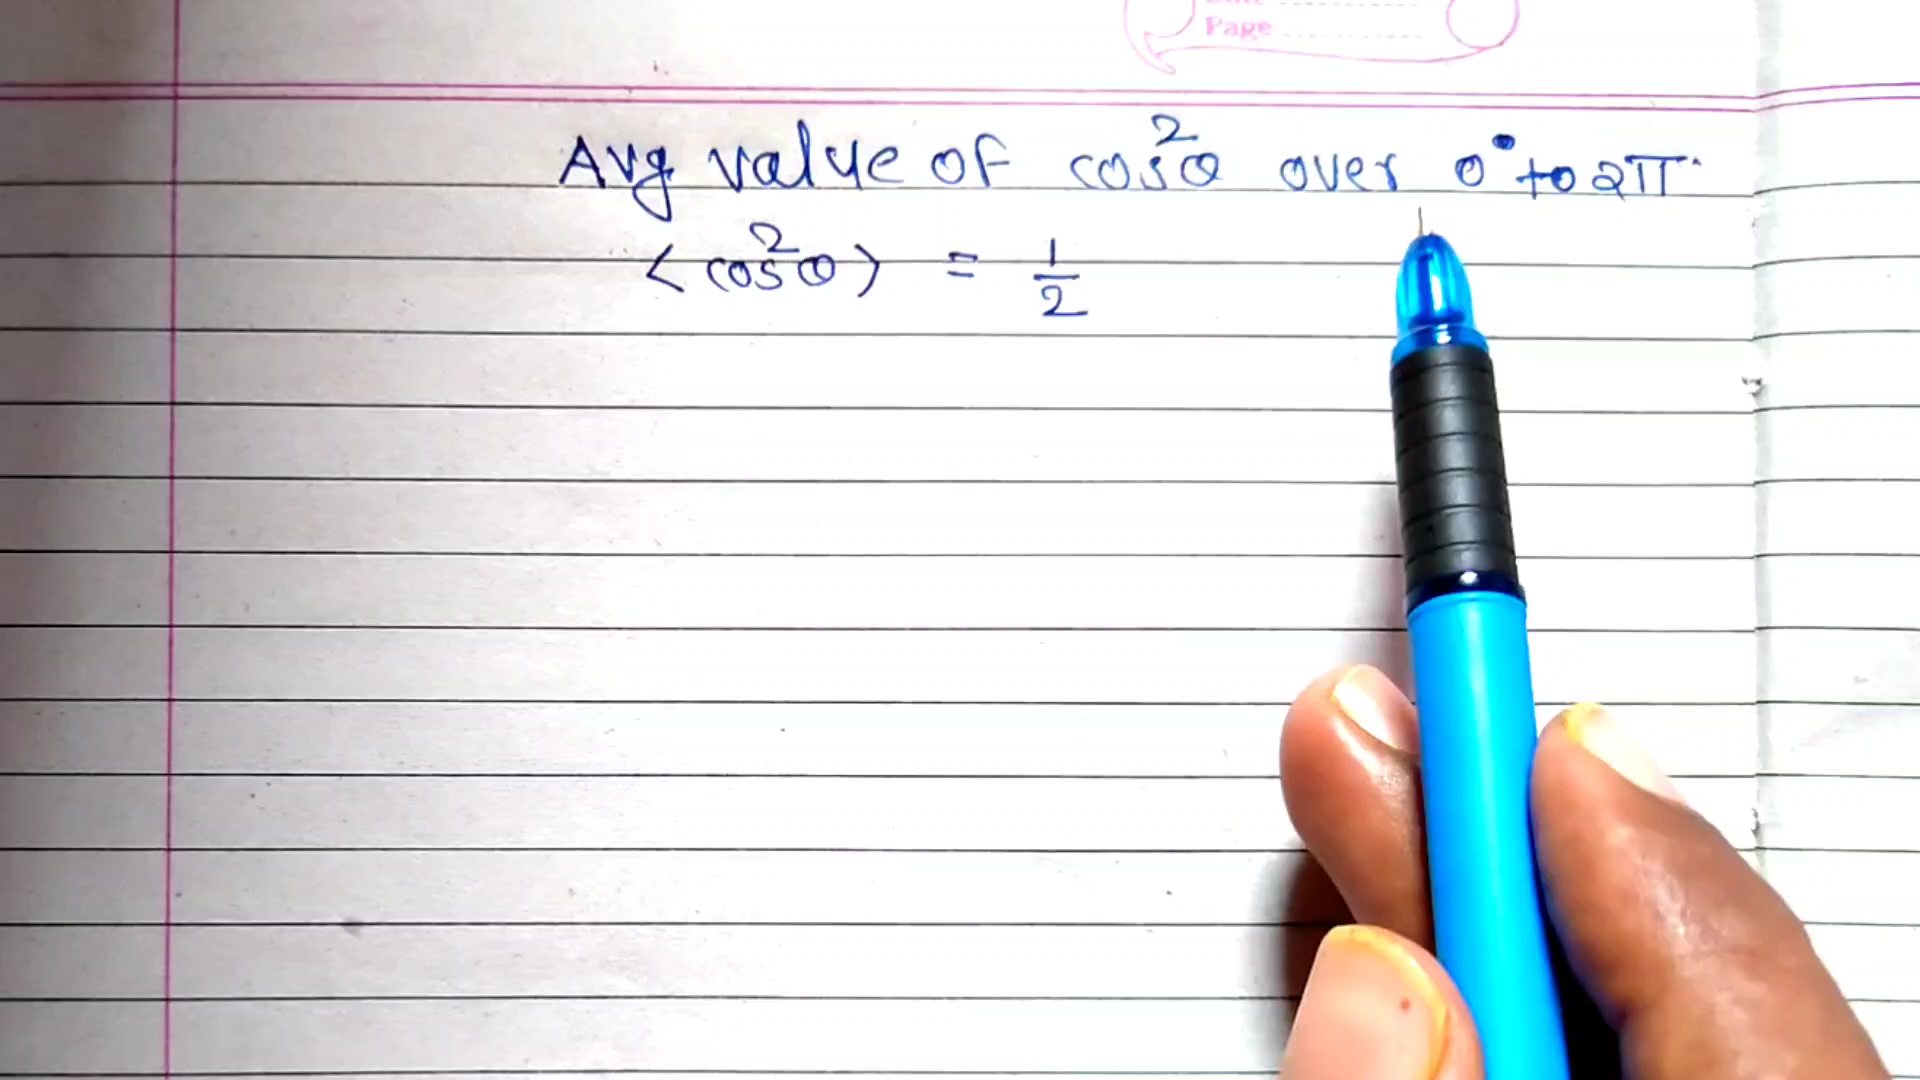 Page
Avg value of cos²θ over 0° to 2π
<cos²θ> = 1/2